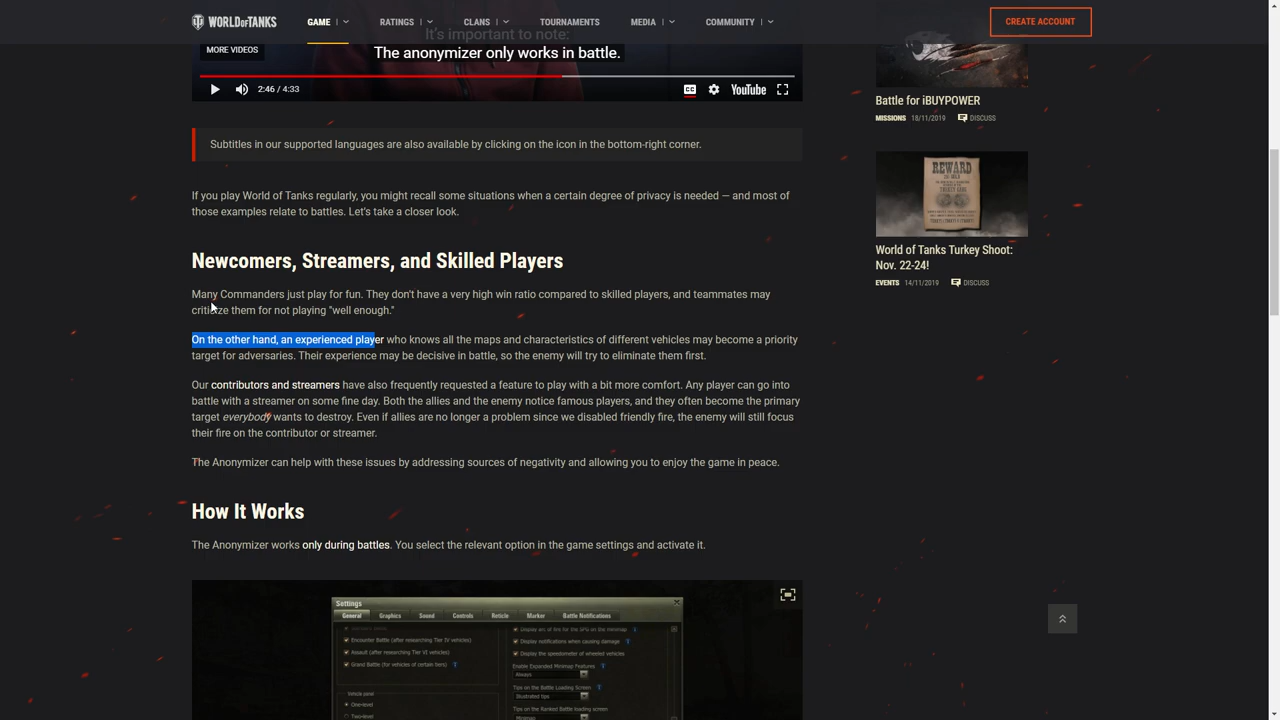 WORLD OF TANKS
GAME
RATINGS
CLANS
TOURNAMENTS
MEDIA
COMMUNITY
CREATE ACCOUNT
It's important to note:
The anonymizer only works in battle.
MORE VIDEOS
2:46 / 4:33
CC
YouTube
Battle for iBUYPOWER
MISSIONS 18/11/2019 DISCUSS
Subtitles in our supported languages are also available by clicking on the icon in the bottom-right corner.
REWARD
World of Tanks Turkey Shoot:
Nov. 22-24!
EVENTS 14/11/2019 DISCUSS
If you play World of Tanks regularly, you might recall some situations when a certain degree of privacy is needed — and most of
those examples relate to battles. Let's take a closer look.
Newcomes, Streamers, and Skilled Players
Many Commanders just play for fun. They don't have a very high win ratio compared to skilled players, and teammates may
criticize them for not playing "well enough."
On the other hand, an experienced player who knows all the maps and characteristics of different vehicles may become a priority
target for adversaries. Their experience may be decisive in battle, so the enemy will try to eliminate them first.
Our contributors and streamers have also frequently requested a feature to play with a bit more comfort. Any player can go into
battle with a streamer on some fine day. Both the allies and the enemy notice famous players, and they often become the primary
target everybody wants to destroy. Even if allies are no longer a problem since we disabled friendly fire, the enemy will still focus
their fire on the contributor or streamer.
The Anonymizer can help with these issues by addressing sources of negativity and allowing you to enjoy the game in peace.
How It Works
The Anonymizer works only during battles. You select the relevant option in the game settings and activate it.
Settings
General Graphics Sound Controls Reticle Marker Battle Notifications
Encounter Battle (after researching Tier IV vehicles)
Assault (after researching Tier VI vehicles)
Grand Battle (for vehicles of certain tiers)
Vehicle panel
One-level
Two-level
Display arc of fire for the SPG on the minimap
Display notifications when causing damage
Display the speedometer of wheeled vehicles
Enable Expanded Minimap Features
Always
Tips on the Battle Loading Screen
Illustrated tips
Tips on the Ranked Battle loading screen
Minimap